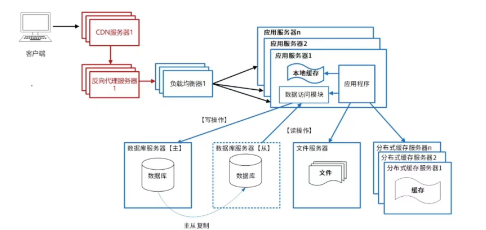 客户端
CDN服务器1
反向代理服务器
1
负载均衡器1
应用服务器n
应用服务器2
应用服务器1
本地缓存
应用程序
数据访问模块
【写操作】
【读操作】
数据库服务器【主】
数据库
数据库服务器【从】
数据库
主从复制
文件服务器
文件
分布式缓存服务器n
分布式缓存服务器2
分布式缓存服务器1
缓存